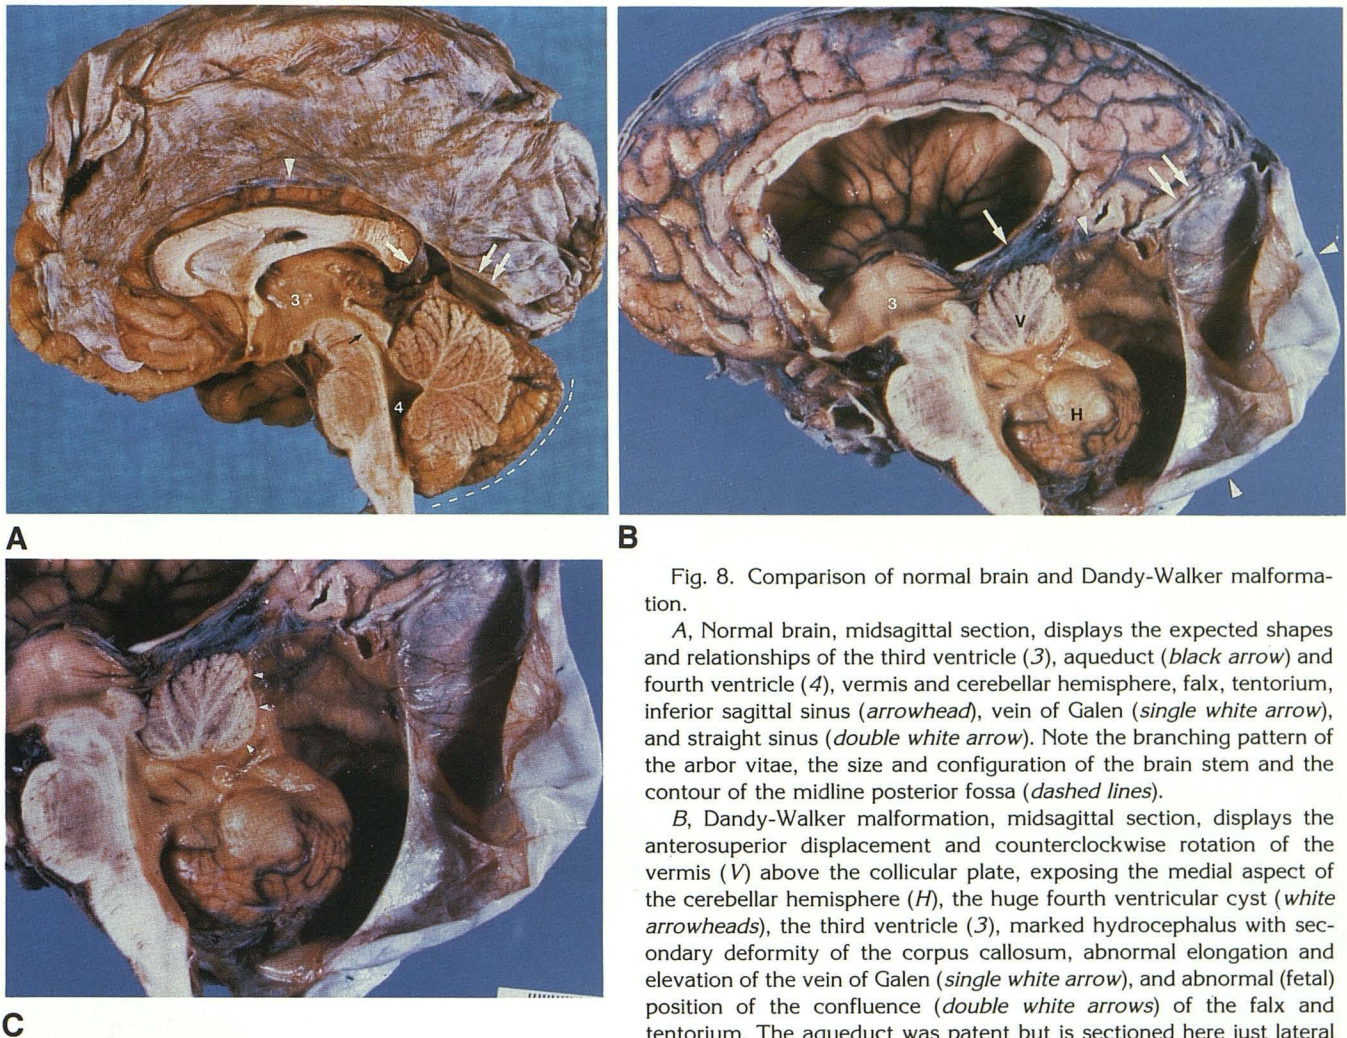 3
4
A
3
V
H
B
C
Fig. 8. Comparison of normal brain and Dandy-Walker malforma-
tion.
A, Normal brain, midsagittal section, displays the expected shapes
and relationships of the third ventricle (3), aqueduct (black arrow) and
fourth ventricle (4), vermis and cerebellar hemisphere, falx, tentorium,
inferior sagittal sinus (arrowhead), vein of Galen (single white arrow),
and straight sinus (double white arrow). Note the branching pattern of
the arbor vitae, the size and configuration of the brain stem and the
contour of the midline posterior fossa (dashed lines).
B, Dandy-Walker malformation, midsagittal section, displays the
anterosuperior displacement and counterclockwise rotation of the
vermis (V) above the collicular plate, exposing the medial aspect of
the cerebellar hemisphere (H), the huge fourth ventricular cyst (white
arrowheads), the third ventricle (3), marked hydrocephalus with sec-
ondary deformity of the corpus callosum, abnormal elongation and
elevation of the vein of Galen (single white arrow), and abnormal (fetal)
position of the confluence (double white arrows) of the falx and
tentorium. The aqueduct was patent but is sectioned here just lateral